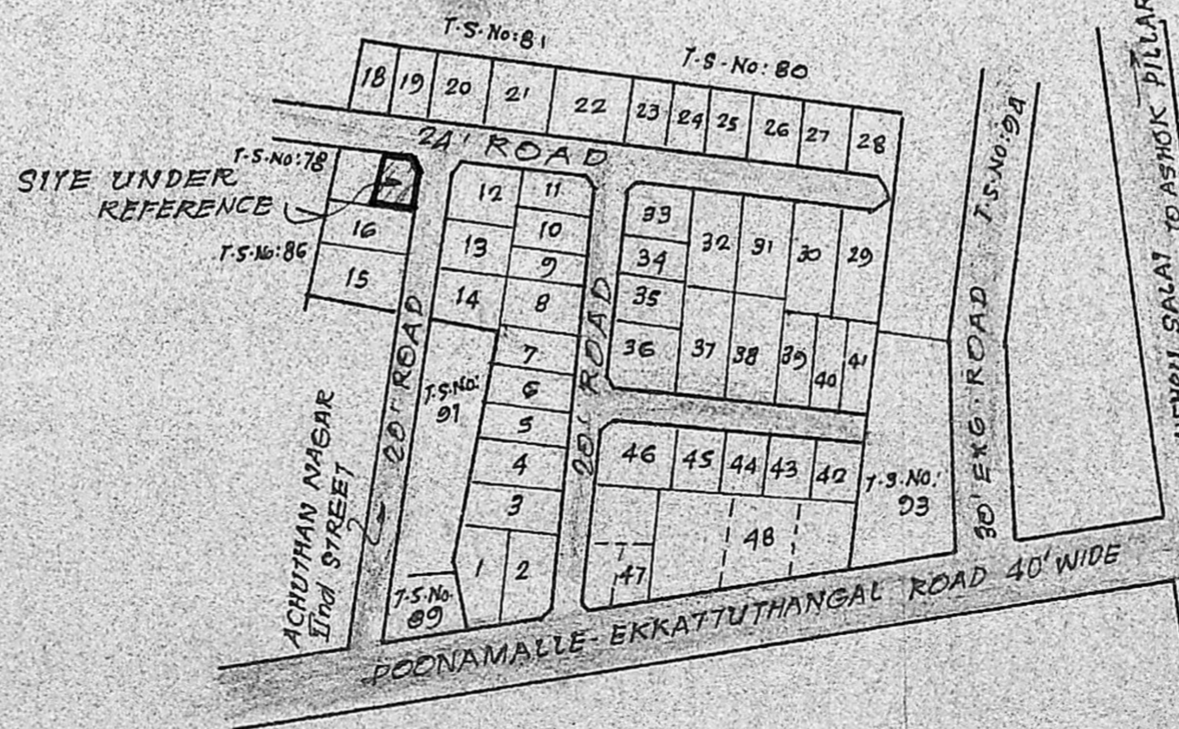 T.S.No:81
T.S.No:80
18 19 20 21 22 23 24 25 26 27 28
24' ROAD
T.S.No:78
SITE UNDER
REFERENCE
16
T.S.No:86
15
12 11
10
13
9
14 8
7
6
5
4
3
1 2
33
34
35
36
32 31 30 29
37 38 39 40 41
46 45 44 43 42
47
48
20' ROAD
20' ROAD
T.S.NO:
91
T.S.No.
89
T.S.NO:
93
ACHUTHAN NAGAR
IInd STREET
30' EXG. ROAD
T.S.No:94
SALAI TO ASHOK PILLAR
POONAMALLE-EKKATTUTHANGAL ROAD 40' WIDE